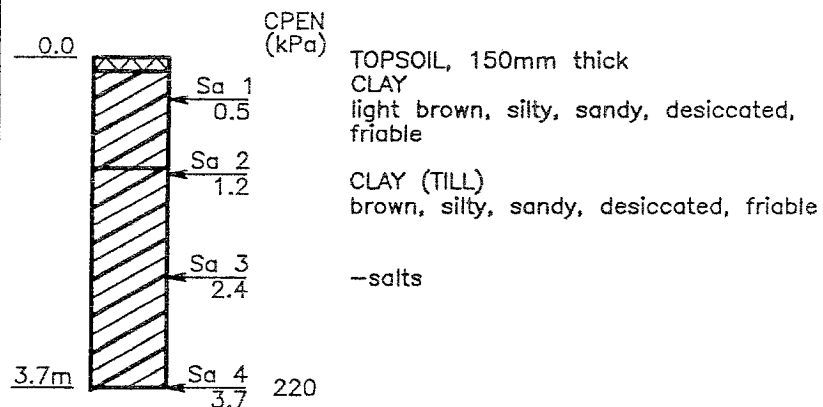 CPEN
(kPa)
0.0
TOPSOIL, 150mm thick
CLAY
Sa 1
0.5
light brown, silty, sandy, desiccated,
friable
Sa 2
1.2
CLAY (TILL)
brown, silty, sandy, desiccated, friable
Sa 3
2.4
-salts
3.7m
Sa 4
3.7
220